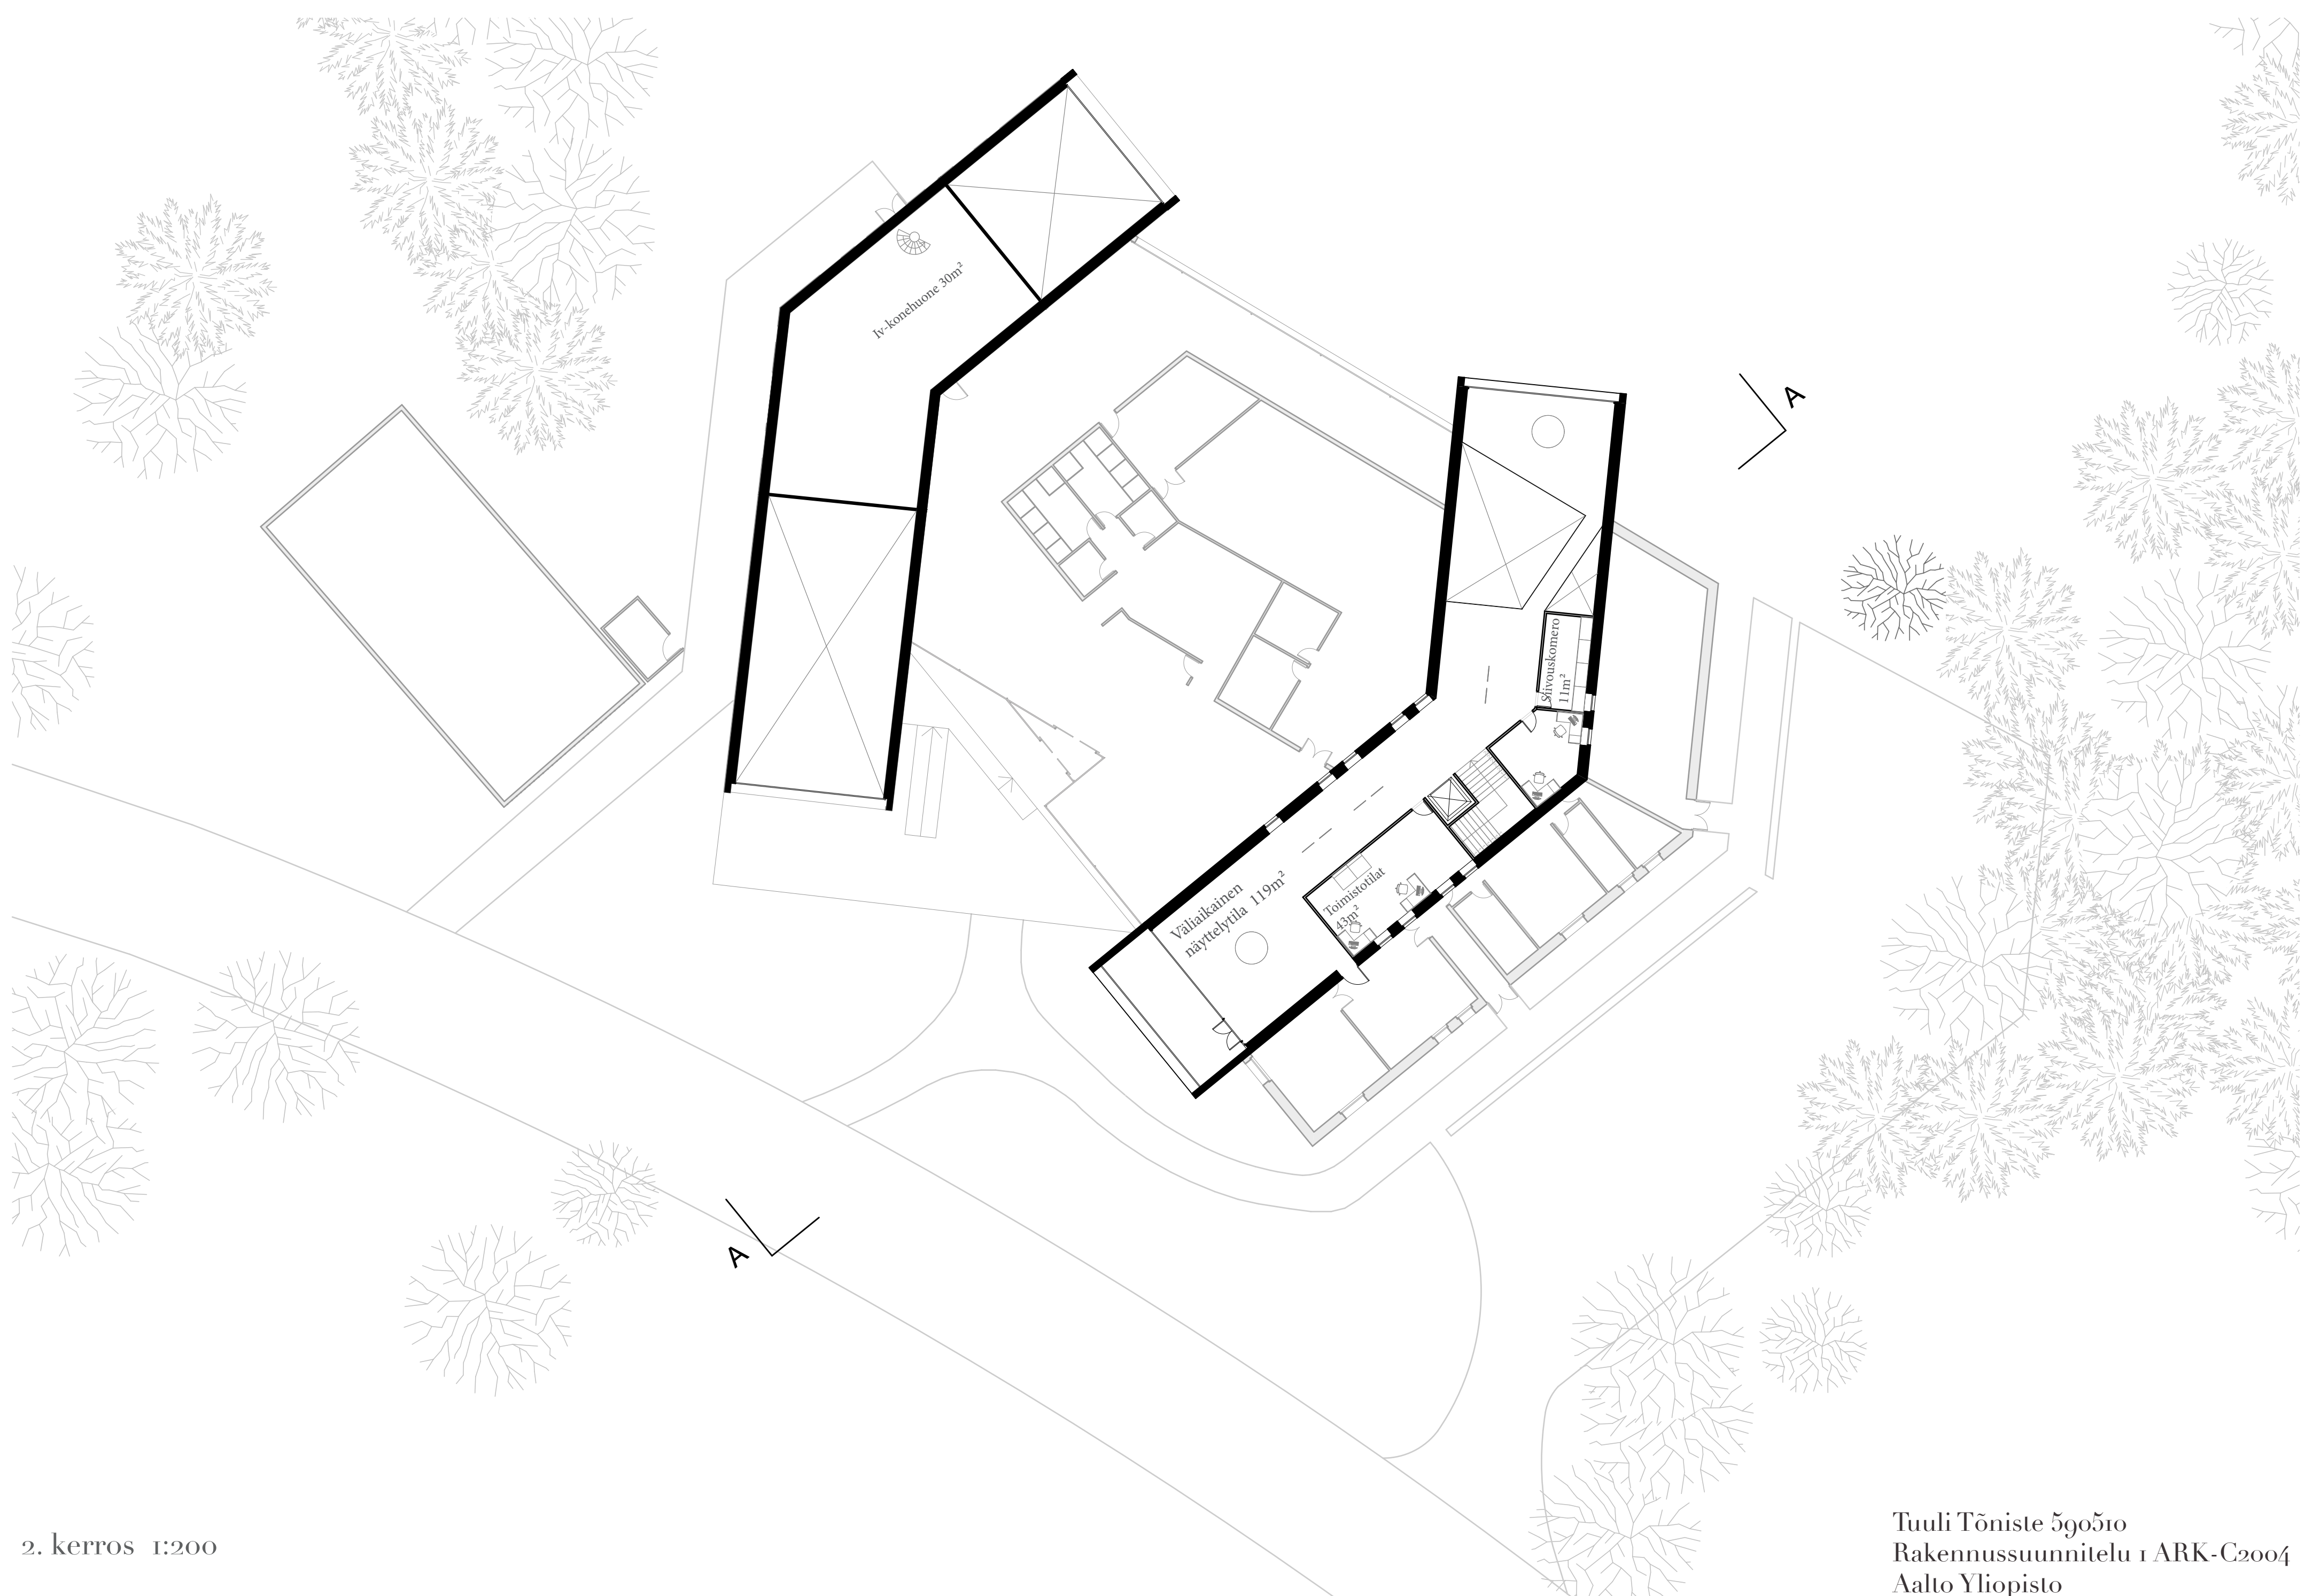 Iv-konehuone 30m²
A
Siivouskomero
11m²
Toimistotilat
43m²
Väliaikainen
näyttelytila 119m²
A
2. kerros 1:200
Tuuli Tõniste 590510
Rakennussuunnitelu 1 ARK-C2004
Aalto Yliopisto